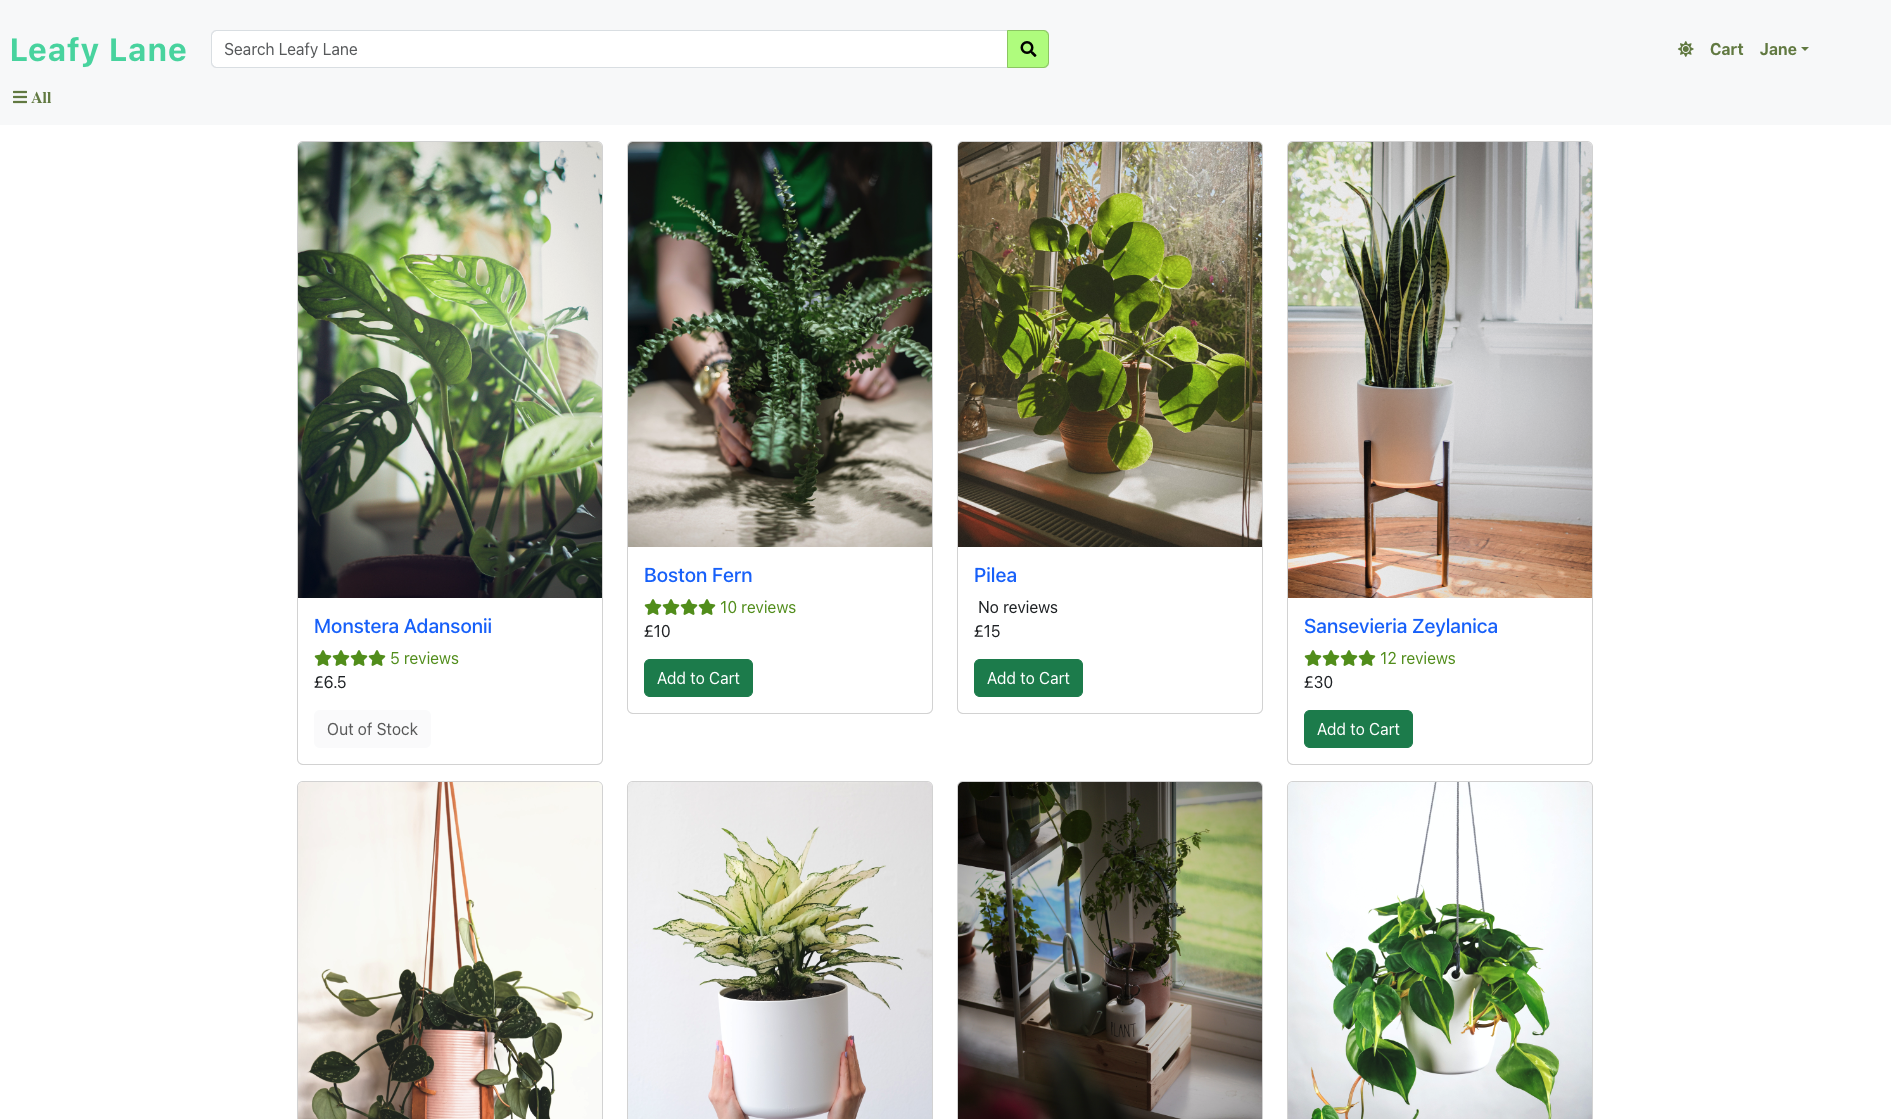 Leafy Lane
Search Leafy Lane
Cart
Jane
All
Monstera Adansonii
5 reviews
£6.5
Out of Stock
Boston Fern
10 reviews
£10
Add to Cart
Pilea
No reviews
£15
Add to Cart
Sansevieria Zeylanica
12 reviews
£30
Add to Cart
PLANT